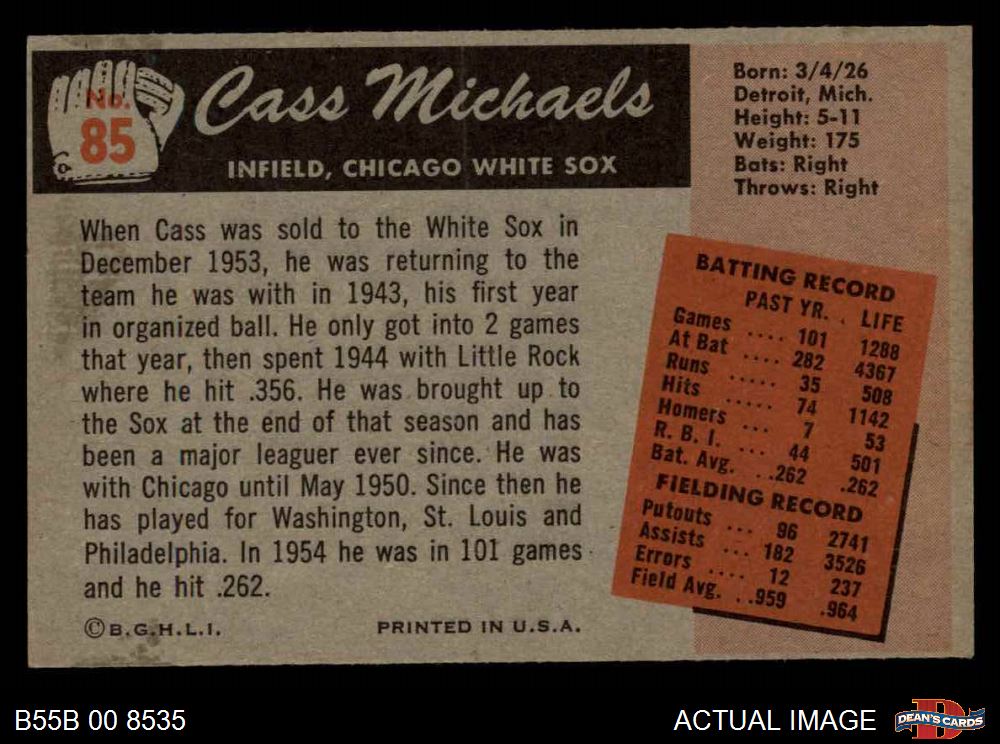 No.
85
Cass Michaels
INFIELD, CHICAGO WHITE SOX
Born: 3/4/26
Detroit, Mich.
Height: 5-11
Weight: 175
Bats: Right
Throws: Right
When Cass was sold to the White Sox in
December 1953, he was returning to the
team he was with in 1943, his first year
in organized ball. He only got into 2 games
that year, then spent 1944 with Little Rock
where he hit .356. He was brought up to
the Sox at the end of that season and has
been a major leaguer ever since. He was
with Chicago until May 1950. Since then he
has played for Washington, St. Louis and
Philadelphia. In 1954 he was in 101 games
and he hit .262.
©B.G.H.L.I. PRINTED IN U.S.A.
BATTING RECORD
PAST YR. . LIFE
Games .... 101 1288
At Bat .... 282 4367
Runs ..... 35 508
Hits ..... 74 1142
Homers ... 7 53
R. B. I. .... 44 501
Bat. Avg. ..262 .262
FIELDING RECORD
Putouts ... 96 2741
Assists ... 182 3526
Errors .... 12 237
Field Avg. ..959 .964
B55B 00 8535
ACTUAL IMAGE
D
DEAN'S CARDS